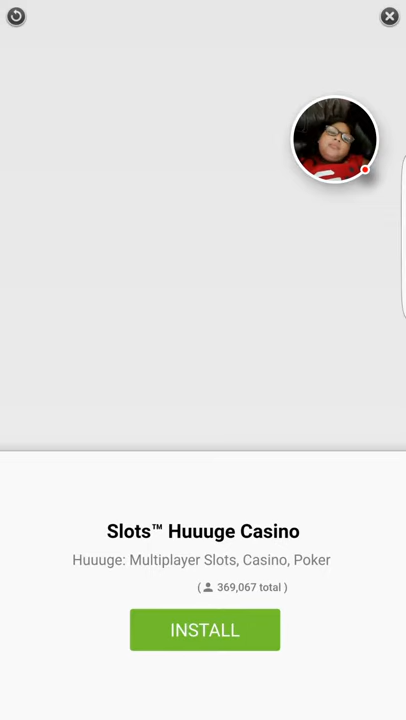 Slots™ Huuuge Casino
Huuuge: Multiplayer Slots, Casino, Poker
( 369,067 total )
INSTALL